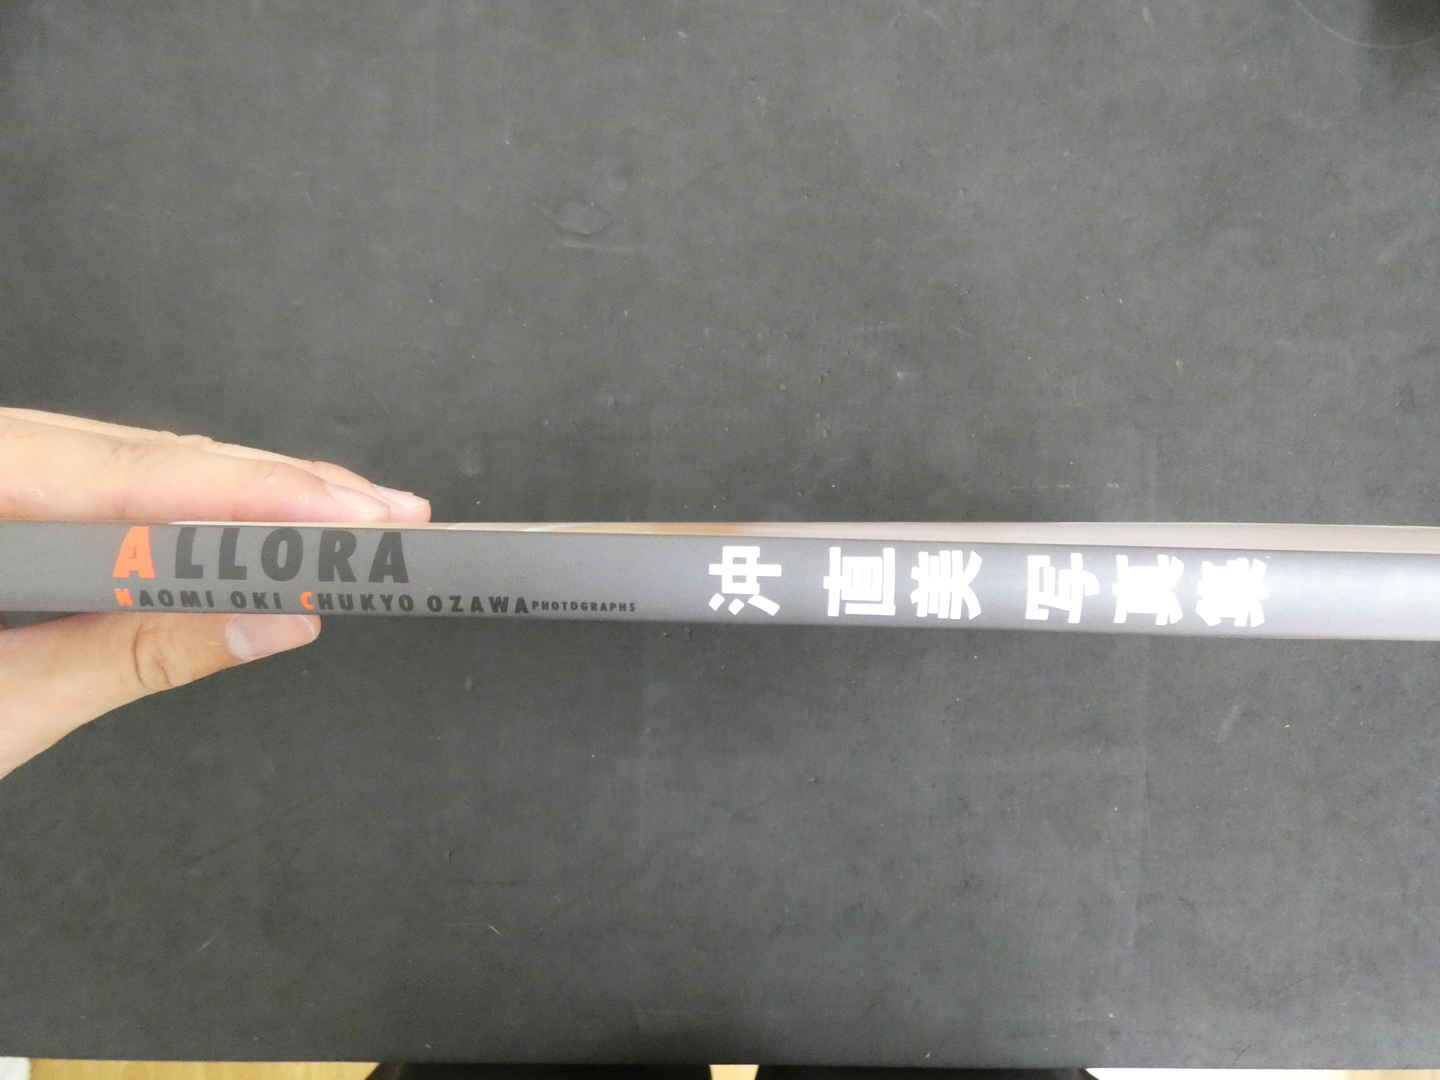 ALLORA
NAOMI OKI CHUKYO OZAWA PHOTOGRAPHS
沖 直美 写真集